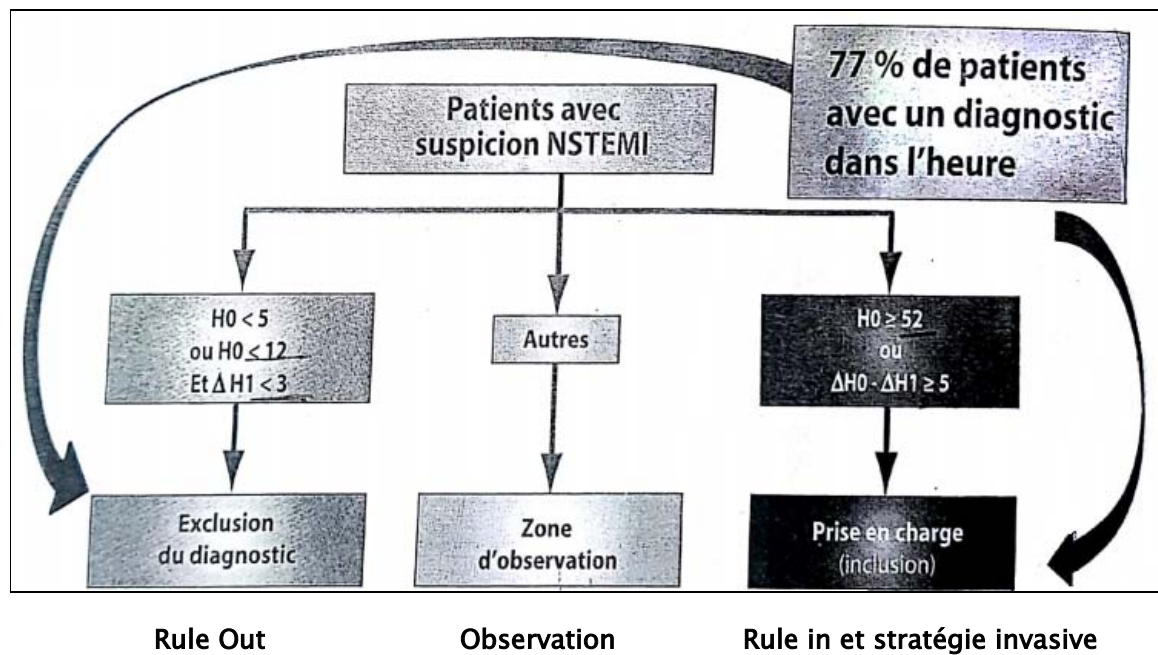 77 % de patients
avec un diagnostic
dans l'heure
Patients avec
suspicion NSTEMI
H0 < 5
ou H0 < 12
Et Δ H1 < 3
Autres
H0 ≥ 52
ou
ΔH0 - ΔH1 ≥ 5
Exclusion
du diagnostic
Zone
d'observation
Prise en charge
(inclusion)
Rule Out
Observation
Rule in et stratégie invasive